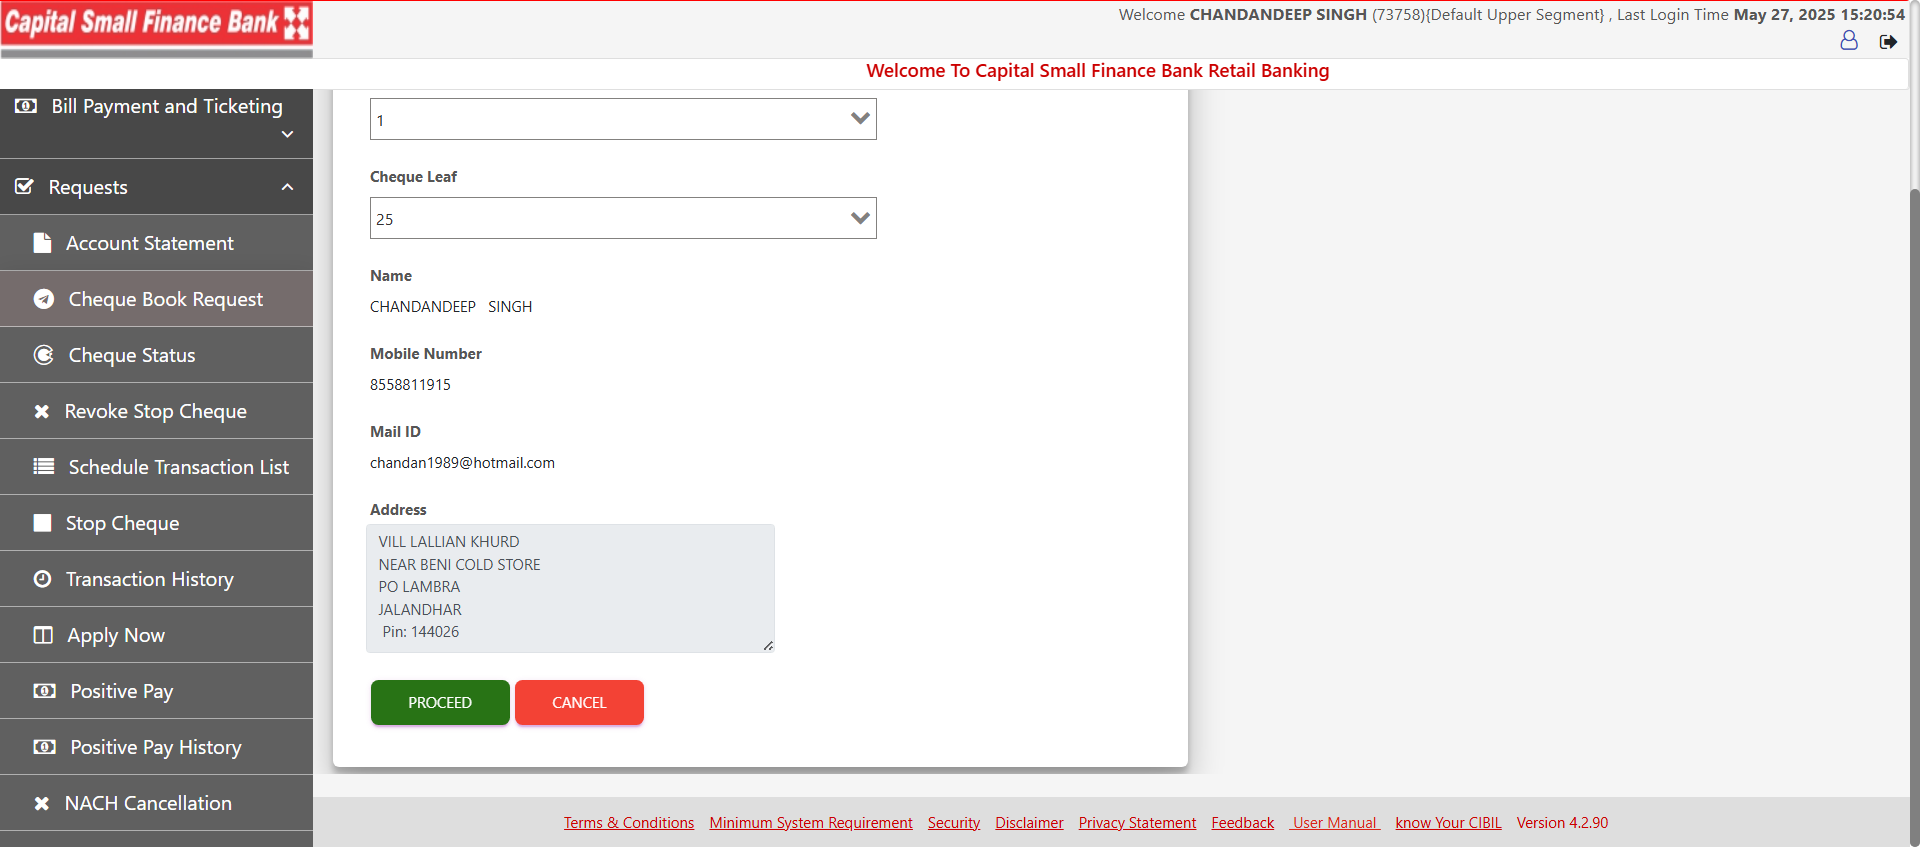 Capital Small Finance Bank
Welcome CHANDANDEEP SINGH (73758){Default Upper Segment} , Last Login Time May 27, 2025 15:20:54
Welcome To Capital Small Finance Bank Retail Banking
Bill Payment and Ticketing
Requests
Account Statement
Cheque Book Request
Cheque Status
Revoke Stop Cheque
Schedule Transaction List
Stop Cheque
Transaction History
Apply Now
Positive Pay
Positive Pay History
NACH Cancellation
1
Cheque Leaf
25
Name
CHANDANDEEP SINGH
Mobile Number
8558811915
Mail ID
chandan1989@hotmail.com
Address
VILL LALLIAN KHURD
NEAR BENI COLD STORE
PO LAMBRA
JALANDHAR
Pin: 144026
PROCEED CANCEL
Terms & Conditions Minimum System Requirement Security Disclaimer Privacy Statement Feedback User Manual know Your CIBIL Version 4.2.90